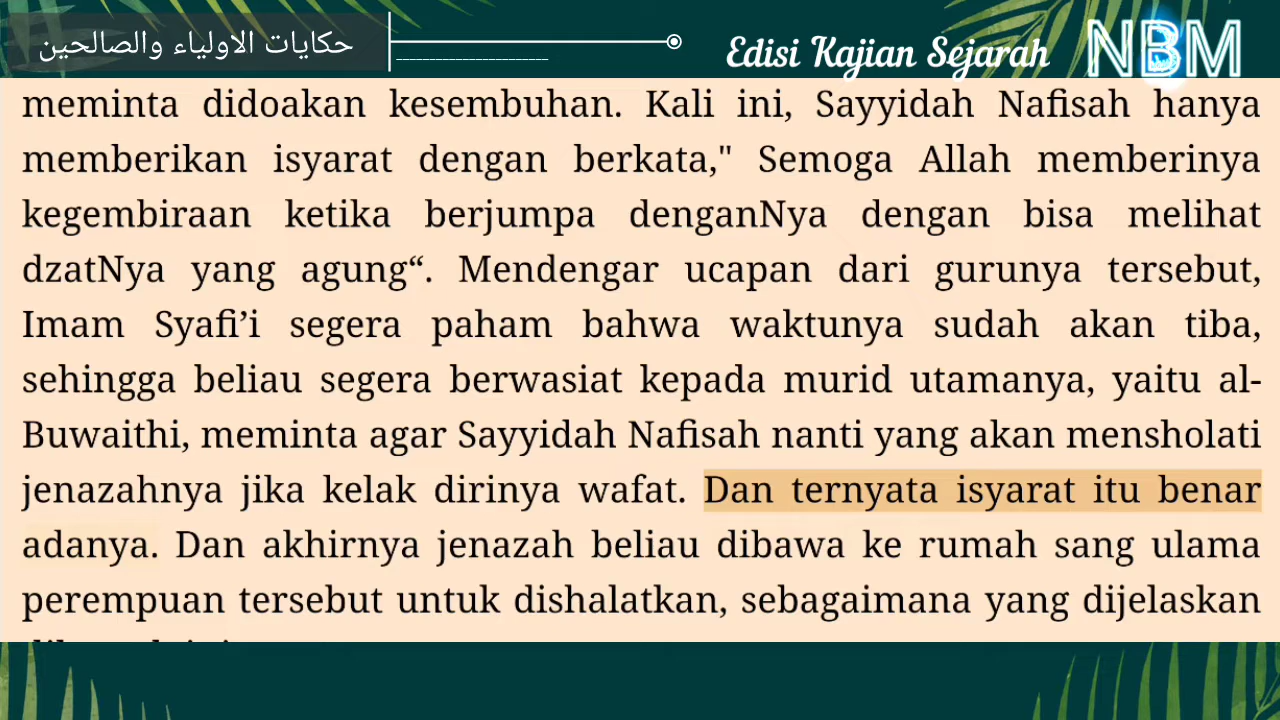 حكايات الاولياء والصالحين
Edisi Kajian Sejarah
NBM
meminta didoakan kesembuhan. Kali ini, Sayyidah Nafisah hanya
memberikan isyarat dengan berkata," Semoga Allah memberinya
kegembiraan ketika berjumpa denganNya dengan bisa melihat
dzatNya yang agung“. Mendengar ucapan dari gurunya tersebut,
Imam Syafi’i segera paham bahwa waktunya sudah akan tiba,
sehingga beliau segera berwasiat kepada murid utamanya, yaitu al-
Buwaithi, meminta agar Sayyidah Nafisah nanti yang akan mensholati
jenazahnya jika kelak dirinya wafat. Dan ternyata isyarat itu benar
adanya. Dan akhirnya jenazah beliau dibawa ke rumah sang ulama
perempuan tersebut untuk dishalatkan, sebagaimana yang dijelaskan